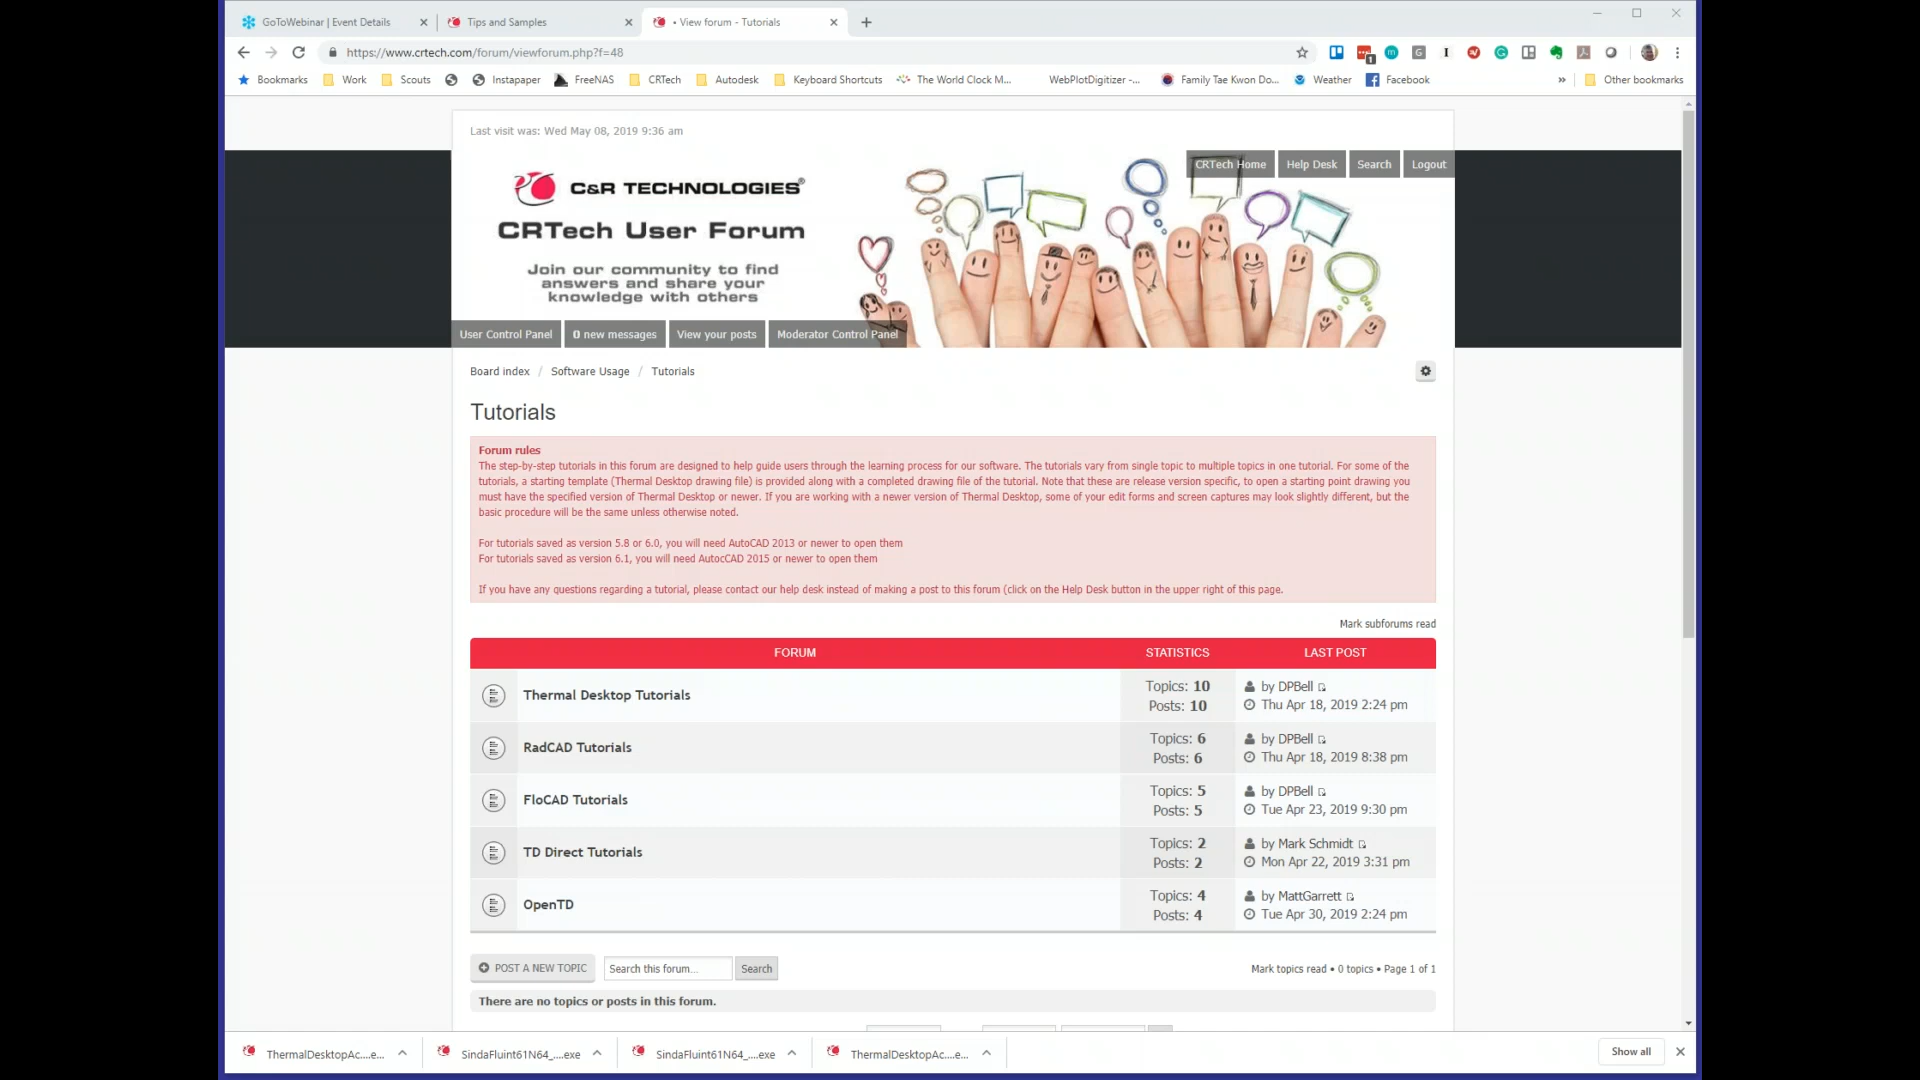 GoToWebinar | Event Details
Tips and Samples
• View forum - Tutorials
https://www.crtech.com/forum/viewforum.php?f=48
Bookmarks Work Scouts Instapaper FreeNAS CRTech Autodesk Keyboard Shortcuts The World Clock M... WebPlotDigitizer -... Family Tae Kwon Do... Weather Facebook » Other bookmarks
Last visit was: Wed May 08, 2019 9:36 am
CRTech Home Help Desk Search Logout
C&R TECHNOLOGIES®
CRTech User Forum
Join our community to find
answers and share your
knowledge with others
User Control Panel 0 new messages View your posts Moderator Control Panel
Board index / Software Usage / Tutorials
Tutorials
Forum rules
The step-by-step tutorials in this forum are designed to help guide users through the learning process for our software. The tutorials vary from single topic to multiple topics in one tutorial. For some of the
tutorials, a starting template (Thermal Desktop drawing file) is provided along with a completed drawing file of the tutorial. Note that these are release version specific, to open a starting point drawing you
must have the specified version of Thermal Desktop or newer. If you are working with a newer version of Thermal Desktop, some of your edit forms and screen captures may look slightly different, but the
basic procedure will be the same unless otherwise noted.
For tutorials saved as version 5.8 or 6.0, you will need AutoCAD 2013 or newer to open them
For tutorials saved as version 6.1, you will need AutocCAD 2015 or newer to open them
If you have any questions regarding a tutorial, please contact our help desk instead of making a post to this forum (click on the Help Desk button in the upper right of this page.
Mark subforums read
FORUM STATISTICS LAST POST
Thermal Desktop Tutorials
Topics: 10
Posts: 10
by DPBell
Thu Apr 18, 2019 2:24 pm
RadCAD Tutorials
Topics: 6
Posts: 6
by DPBell
Thu Apr 18, 2019 8:38 pm
FloCAD Tutorials
Topics: 5
Posts: 5
by DPBell
Tue Apr 23, 2019 9:30 pm
TD Direct Tutorials
Topics: 2
Posts: 2
by Mark Schmidt
Mon Apr 22, 2019 3:31 pm
OpenTD
Topics: 4
Posts: 4
by MattGarrett
Tue Apr 30, 2019 2:24 pm
POST A NEW TOPIC Search this forum... Search Mark topics read • 0 topics • Page 1 of 1
There are no topics or posts in this forum.
ThermalDesktopAc....e... SindaFluint61N64_....exe SindaFluint61N64_....exe ThermalDesktopAc....e... Show all